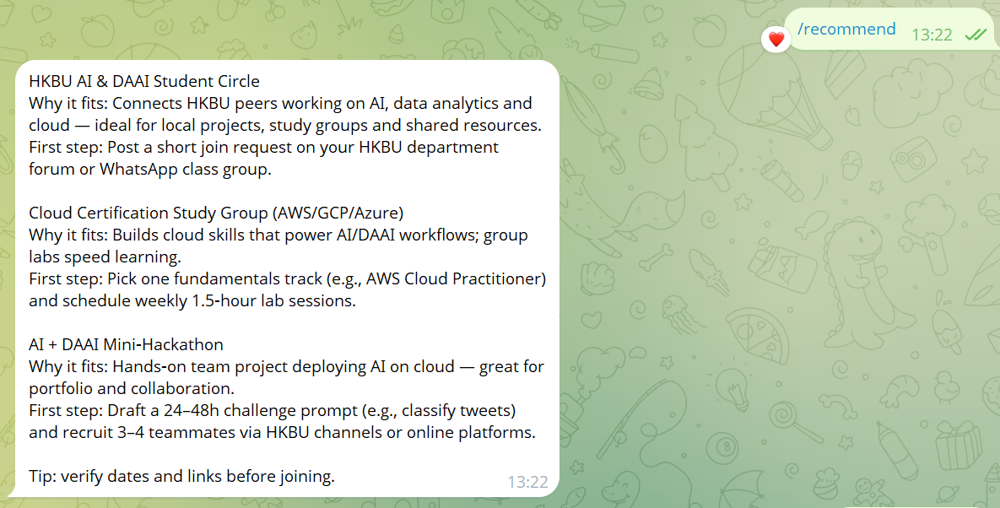 /recommend 13:22
HKBU AI & DAAI Student Circle
Why it fits: Connects HKBU peers working on AI, data analytics and
cloud — ideal for local projects, study groups and shared resources.
First step: Post a short join request on your HKBU department
forum or WhatsApp class group.
Cloud Certification Study Group (AWS/GCP/Azure)
Why it fits: Builds cloud skills that power AI/DAAI workflows; group
labs speed learning.
First step: Pick one fundamentals track (e.g., AWS Cloud Practitioner)
and schedule weekly 1.5-hour lab sessions.
AI + DAAI Mini-Hackathon
Why it fits: Hands-on team project deploying AI on cloud — great for
portfolio and collaboration.
First step: Draft a 24–48h challenge prompt (e.g., classify tweets)
and recruit 3–4 teammates via HKBU channels or online platforms.
Tip: verify dates and links before joining.
13:22